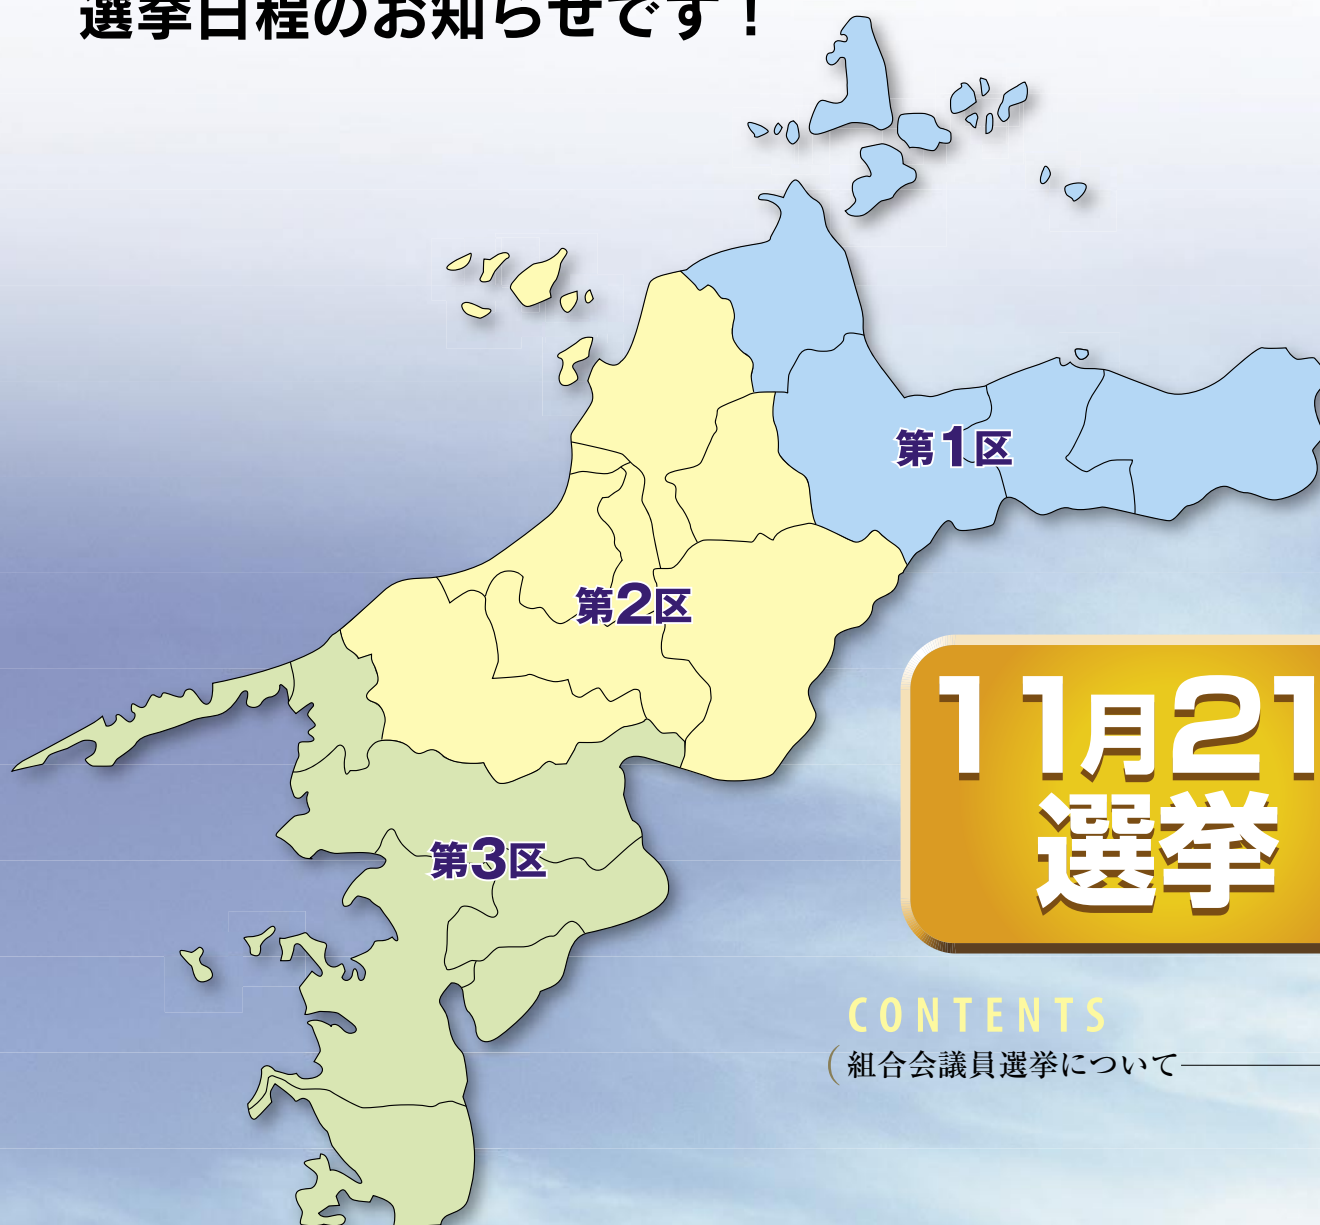 選挙日程のお知らせです！
第1区
第2区
第3区
11月21
選挙
CONTENTS
組合会議員選挙について